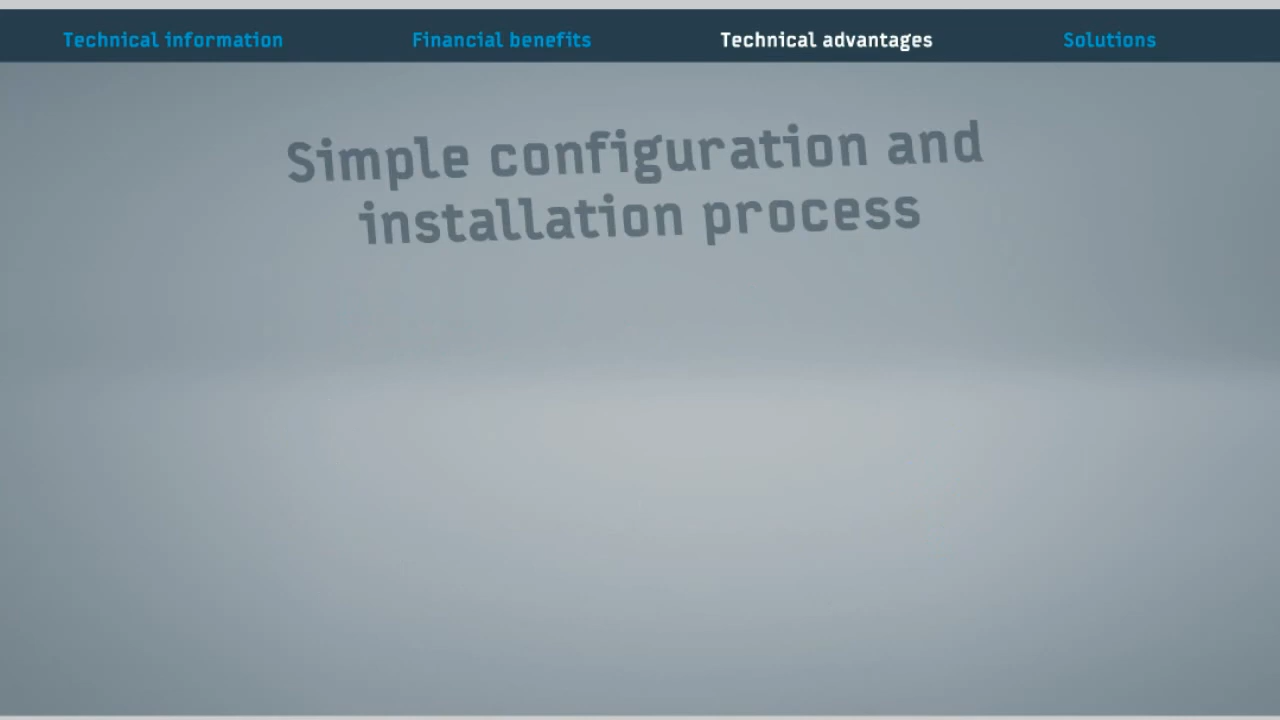 Technical information Financial benefits Technical advantages Solutions
Simple configuration and
installation process